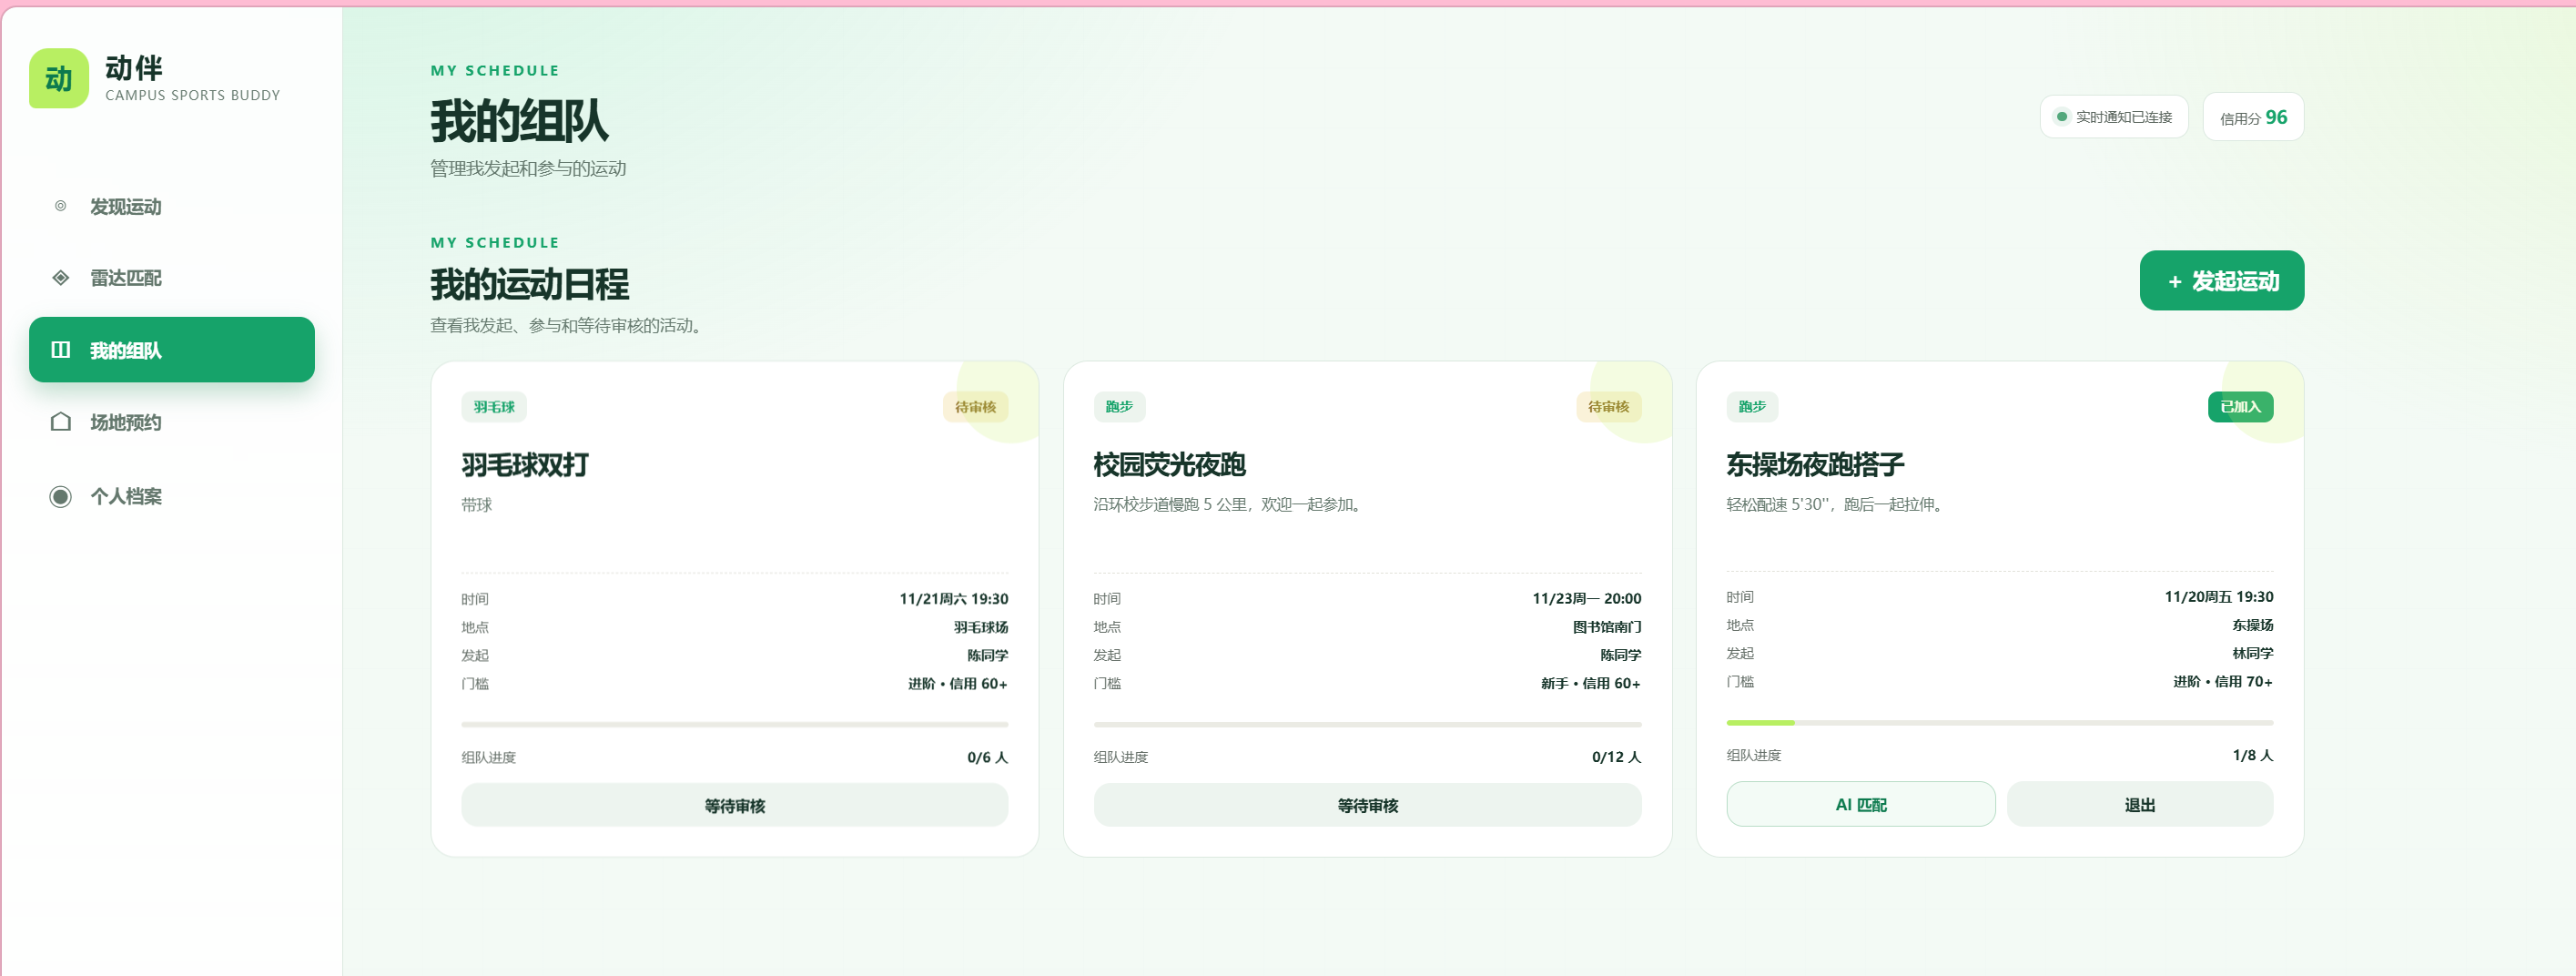 动
动伴
CAMPUS SPORTS BUDDY
发现运动
雷达匹配
我的组队
场地预约
个人档案
MY SCHEDULE
我的组队
管理我发起和参与的运动
实时通知已连接
信用分 96
MY SCHEDULE
我的运动日程
查看我发起、参与和等待审核的活动。
+ 发起运动
羽毛球
待审核
羽毛球双打
带球
时间 11/21周六 19:30
地点 羽毛球场
发起 陈同学
门槛 进阶 · 信用 60+
组队进度 0/6 人
等待审核
跑步
待审核
校园荧光夜跑
沿环校步道慢跑 5 公里，欢迎一起参加。
时间 11/23周一 20:00
地点 图书馆南门
发起 陈同学
门槛 新手 · 信用 60+
组队进度 0/12 人
等待审核
跑步
已加入
东操场夜跑搭子
轻松配速 5'30''，跑后一起拉伸。
时间 11/20周五 19:30
地点 东操场
发起 林同学
门槛 进阶 · 信用 70+
组队进度 1/8 人
AI 匹配
退出